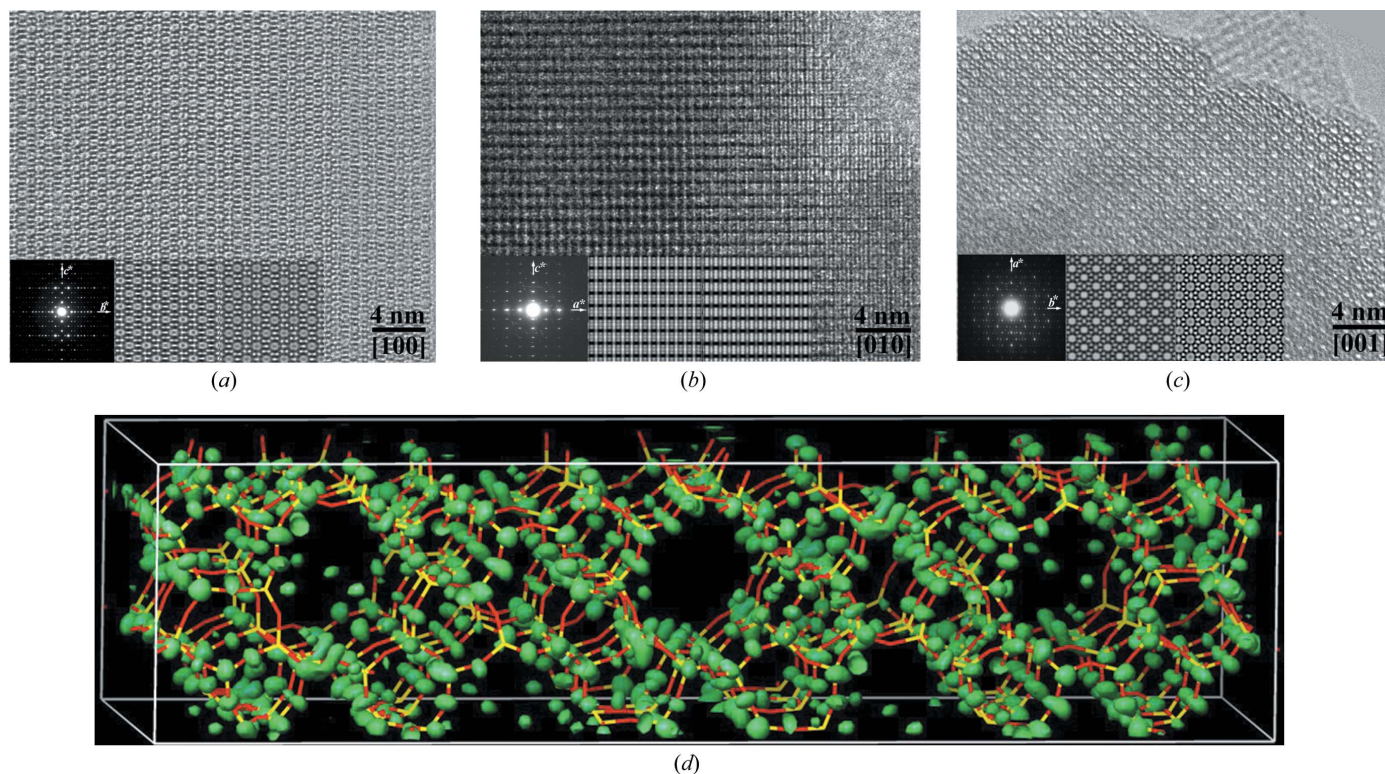 c*
b*
4 nm
[100]
c*
a*
4 nm
[010]
a*
b*
4 nm
[001]
(a)
(b)
(c)
(d)